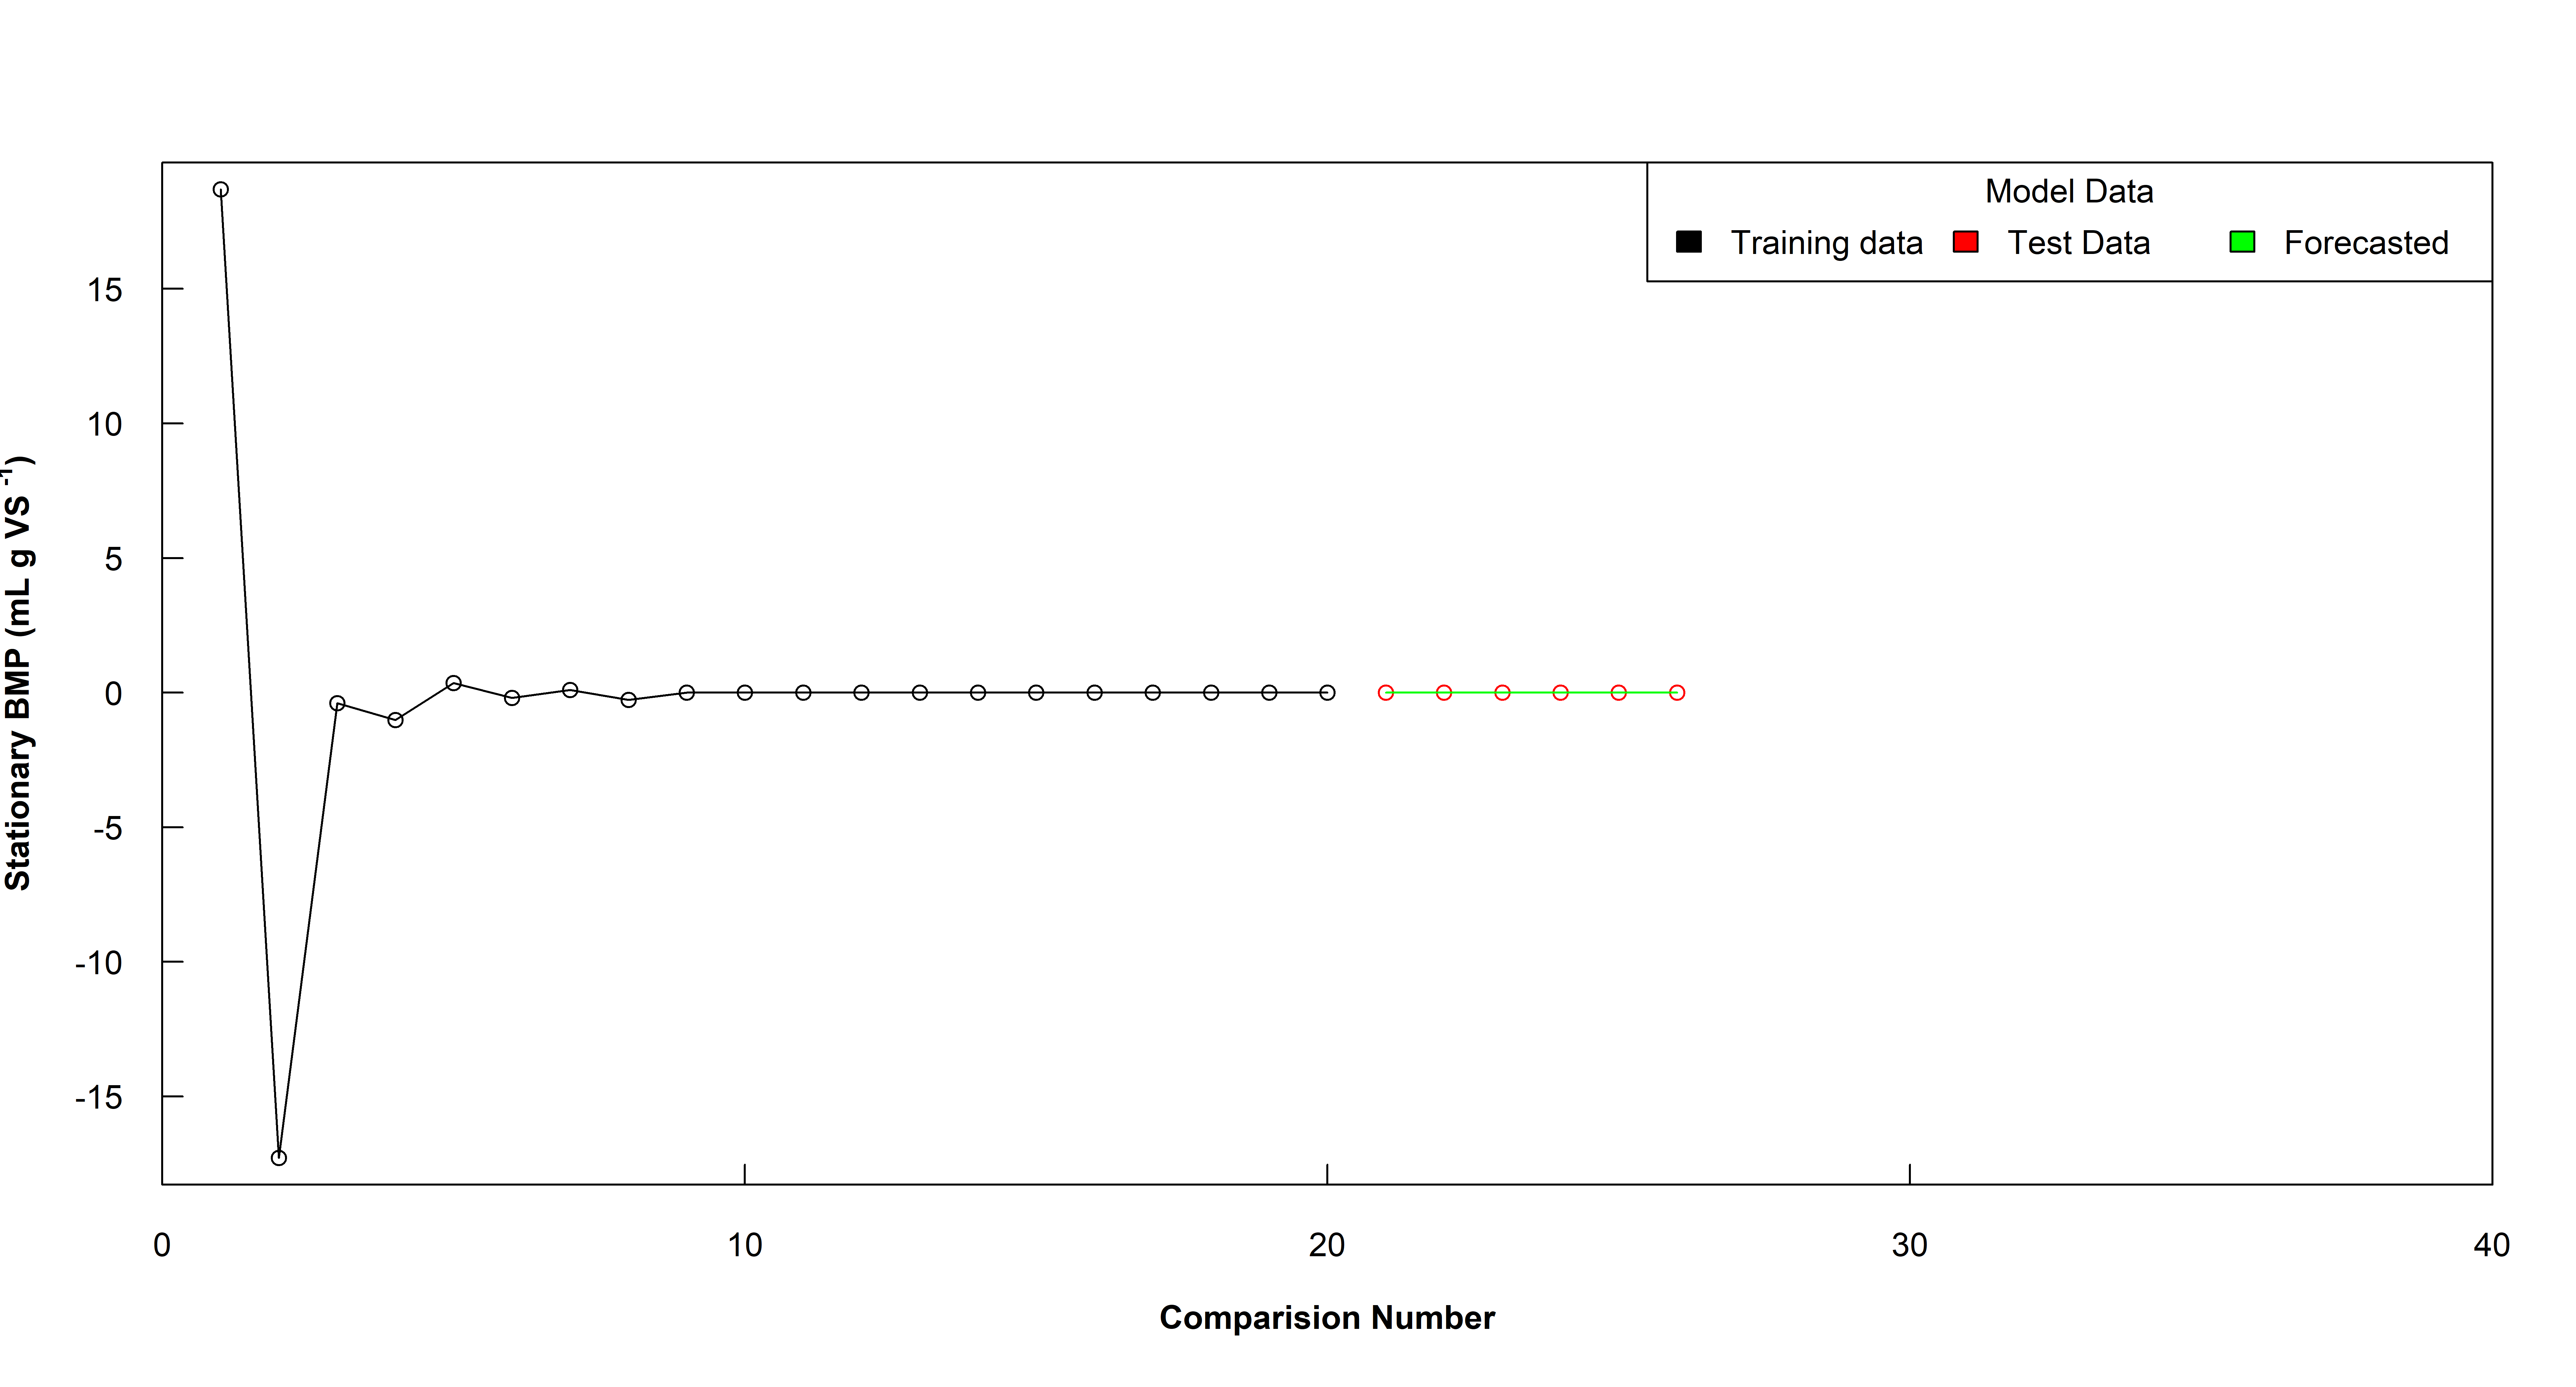 Model Data
Training data
Test Data
Forecasted
15
10
5
0
-5
-10
-15
Stationary BMP (mL g VS -1)
0
10
20
30
40
Comparision Number